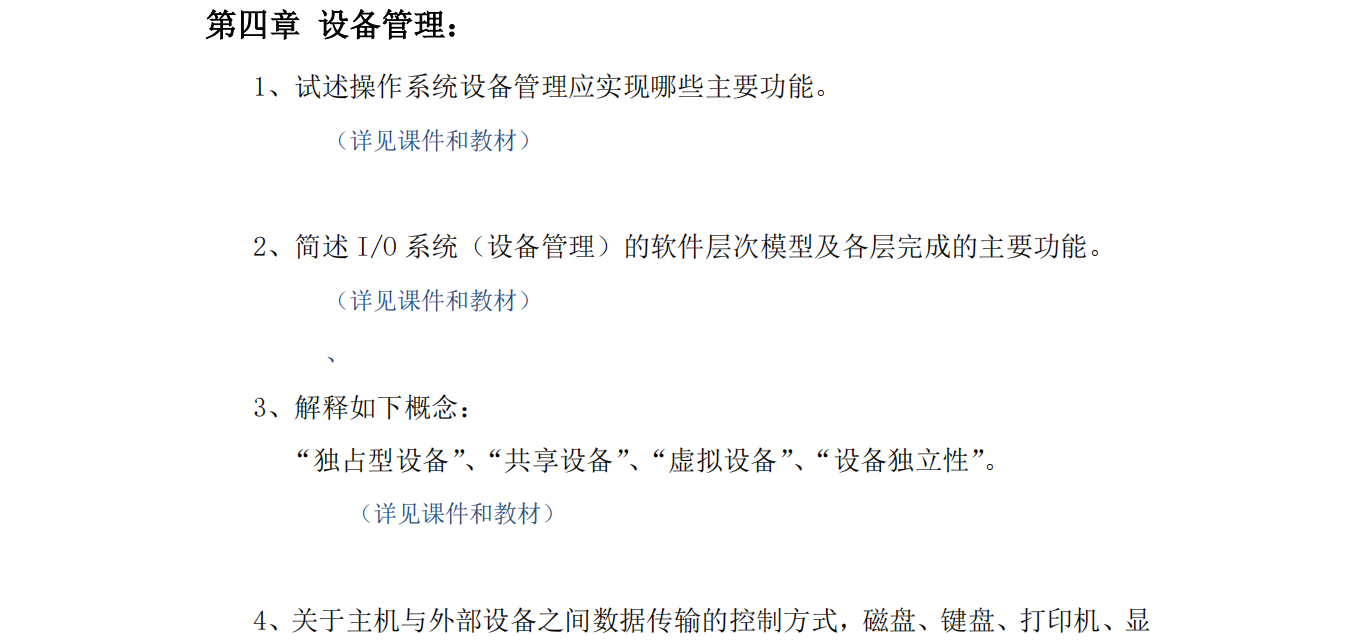 第四章 设备管理：
1、试述操作系统设备管理应实现哪些主要功能。
（详见课件和教材）
2、简述 I/O 系统（设备管理）的软件层次模型及各层完成的主要功能。
（详见课件和教材）
、
3、解释如下概念：
“独占型设备”、“共享设备”、“虚拟设备”、“设备独立性”。
（详见课件和教材）
4、关于主机与外部设备之间数据传输的控制方式，磁盘、键盘、打印机、显